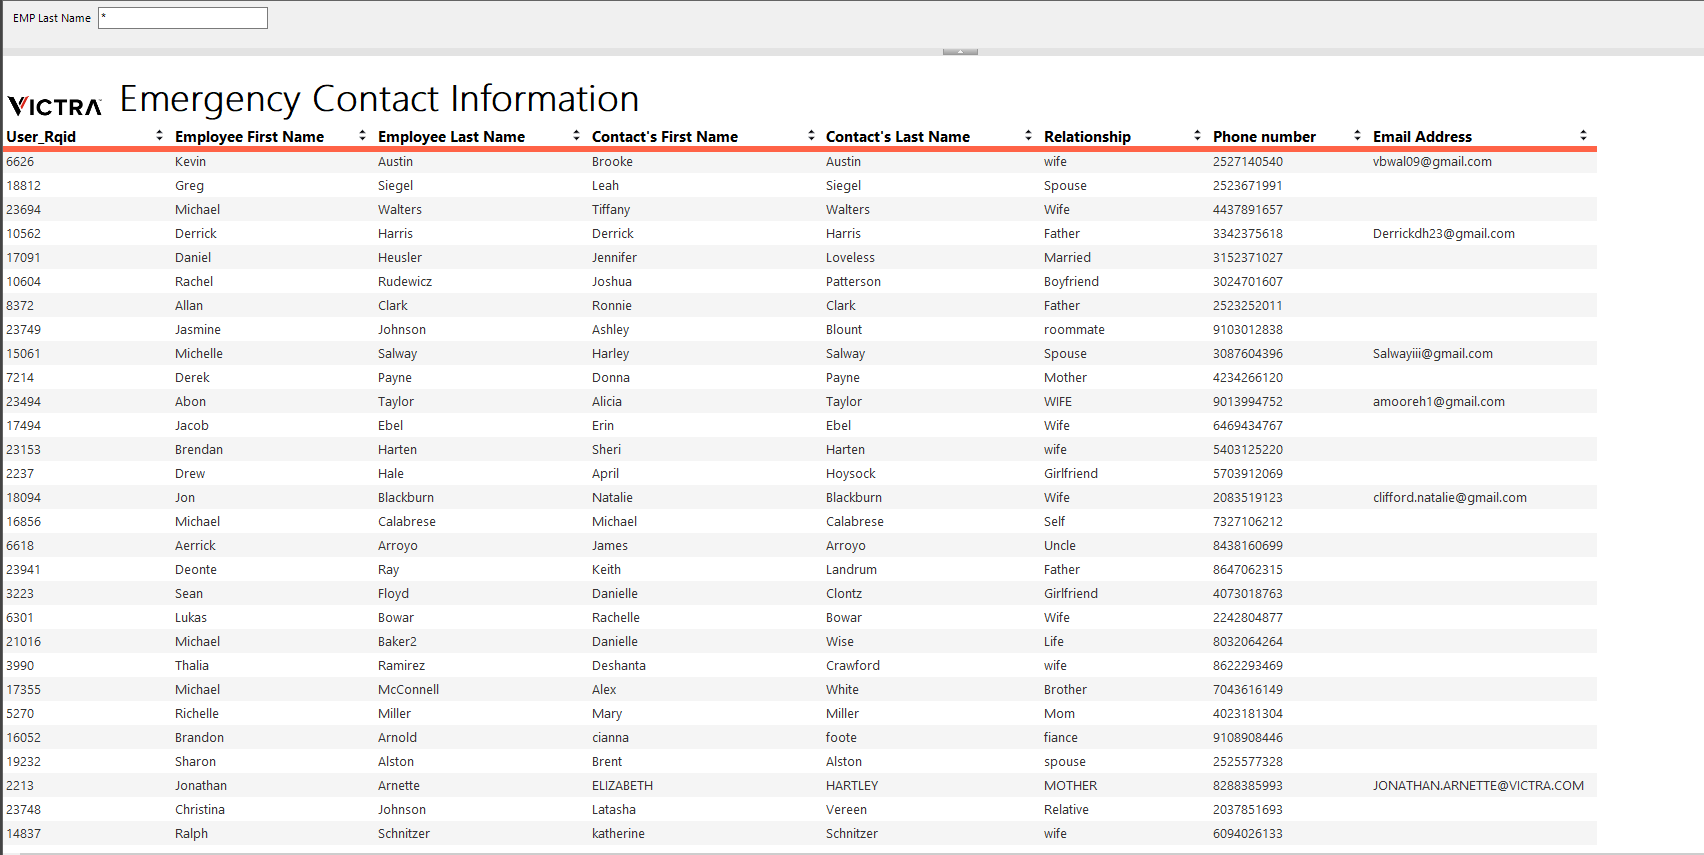 EMP Last Name *
VICTRA Emergency Contact Information
User_Rqid Employee First Name Employee Last Name Contact's First Name Contact's Last Name Relationship Phone number Email Address
6626 Kevin Austin Brooke Austin wife 2527140540 vbwal09@gmail.com
18812 Greg Siegel Leah Siegel Spouse 2523671991
23694 Michael Walters Tiffany Walters Wife 4437891657
10562 Derrick Harris Derrick Harris Father 3342375618 Derrickdh23@gmail.com
17091 Daniel Heusler Jennifer Loveless Married 3152371027
10604 Rachel Rudewicz Joshua Patterson Boyfriend 3024701607
8372 Allan Clark Ronnie Clark Father 2523252011
23749 Jasmine Johnson Ashley Blount roommate 9103012838
15061 Michelle Salway Harley Salway Spouse 3087604396 Salwayiii@gmail.com
7214 Derek Payne Donna Payne Mother 4234266120
23494 Abon Taylor Alicia Taylor WIFE 9013994752 amooreh1@gmail.com
17494 Jacob Ebel Erin Ebel Wife 6469434767
23153 Brendan Harten Sheri Harten wife 5403125220
2237 Drew Hale April Hoysock Girlfriend 5703912069
18094 Jon Blackburn Natalie Blackburn Wife 2083519123 clifford.natalie@gmail.com
16856 Michael Calabrese Michael Calabrese Self 7327106212
6618 Aerrick Arroyo James Arroyo Uncle 8438160699
23941 Deonte Ray Keith Landrum Father 8647062315
3223 Sean Floyd Danielle Clontz Girlfriend 4073018763
6301 Lukas Bowar Rachelle Bowar Wife 2242804877
21016 Michael Baker2 Danielle Wise Life 8032064264
3990 Thalia Ramirez Deshanta Crawford wife 8622293469
17355 Michael McConnell Alex White Brother 7043616149
5270 Richelle Miller Mary Miller Mom 4023181304
16052 Brandon Arnold cianna foote fiance 9108908446
19232 Sharon Alston Brent Alston spouse 2525577328
2213 Jonathan Arnette ELIZABETH HARTLEY MOTHER 8288385993 JONATHAN.ARNETTE@VICTRA.COM
23748 Christina Johnson Latasha Vereen Relative 2037851693
14837 Ralph Schnitzer katherine Schnitzer wife 6094026133